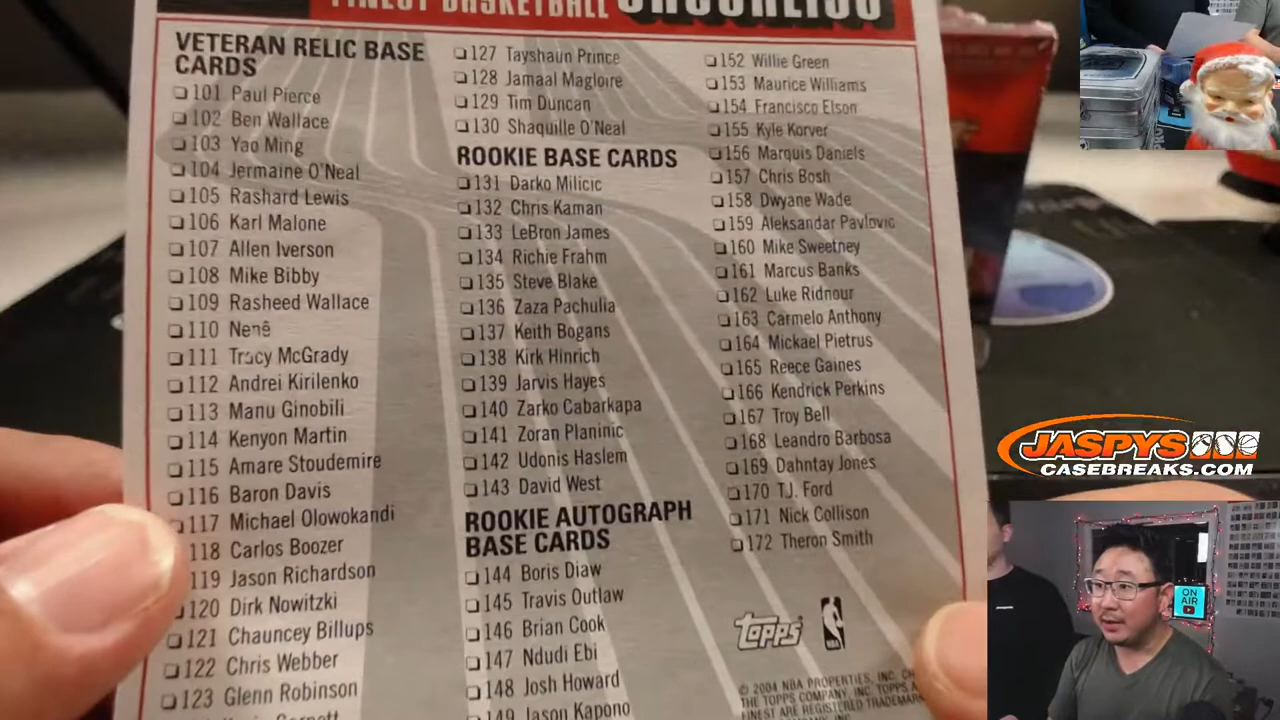 FINEST BASKETBALL CHECKLIST
VETERAN RELIC BASE
CARDS
101 Paul Pierce
102 Ben Wallace
103 Yao Ming
104 Jermaine O'Neal
105 Rashard Lewis
106 Karl Malone
107 Allen Iverson
108 Mike Bibby
109 Rasheed Wallace
110 Nenê
111 Tracy McGrady
112 Andrei Kirilenko
113 Manu Ginobili
114 Kenyon Martin
115 Amare Stoudemire
116 Baron Davis
117 Michael Olowokandi
118 Carlos Boozer
119 Jason Richardson
120 Dirk Nowitzki
121 Chauncey Billups
122 Chris Webber
123 Glenn Robinson
127 Tayshaun Prince
128 Jamaal Magloire
129 Tim Duncan
130 Shaquille O'Neal
ROOKIE BASE CARDS
131 Darko Milicic
132 Chris Kaman
133 LeBron James
134 Richie Frahm
135 Steve Blake
136 Zaza Pachulia
137 Keith Bogans
138 Kirk Hinrich
139 Jarvis Hayes
140 Zarko Cabarkapa
141 Zoran Planinic
142 Udonis Haslem
143 David West
ROOKIE AUTOGRAPH
BASE CARDS
144 Boris Diaw
145 Travis Outlaw
146 Brian Cook
147 Ndudi Ebi
148 Josh Howard
149 Jason Kapono
152 Willie Green
153 Maurice Williams
154 Francisco Elson
155 Kyle Korver
156 Marquis Daniels
157 Chris Bosh
158 Dwyane Wade
159 Aleksandar Pavlovic
160 Mike Sweetney
161 Marcus Banks
162 Luke Ridnour
163 Carmelo Anthony
164 Mickael Pietrus
165 Reece Gaines
166 Kendrick Perkins
167 Troy Bell
168 Leandro Barbosa
169 Dahntay Jones
170 T.J. Ford
171 Nick Collison
172 Theron Smith
Topps NBA
© 2004 NBA PROPERTIES, INC.
THE TOPPS COMPANY, INC. TOPPS A
FINEST ARE REGISTERED TRADEMAR
JASPYS
CASEBREAKS.COM
ON
AIR